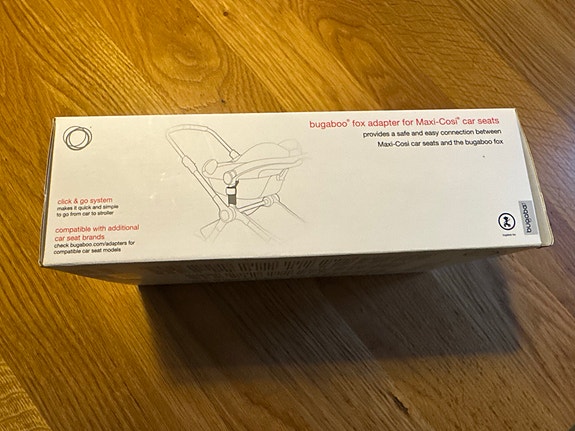 bugaboo® fox adapter for Maxi-Cosi® car seats
provides a safe and easy connection between
Maxi-Cosi car seats and the bugaboo fox
click & go system
makes it quick and simple
to go from car to stroller
compatible with additional
car seat brands
check bugaboo.com/adapters for
compatible car seat models
bugaboo